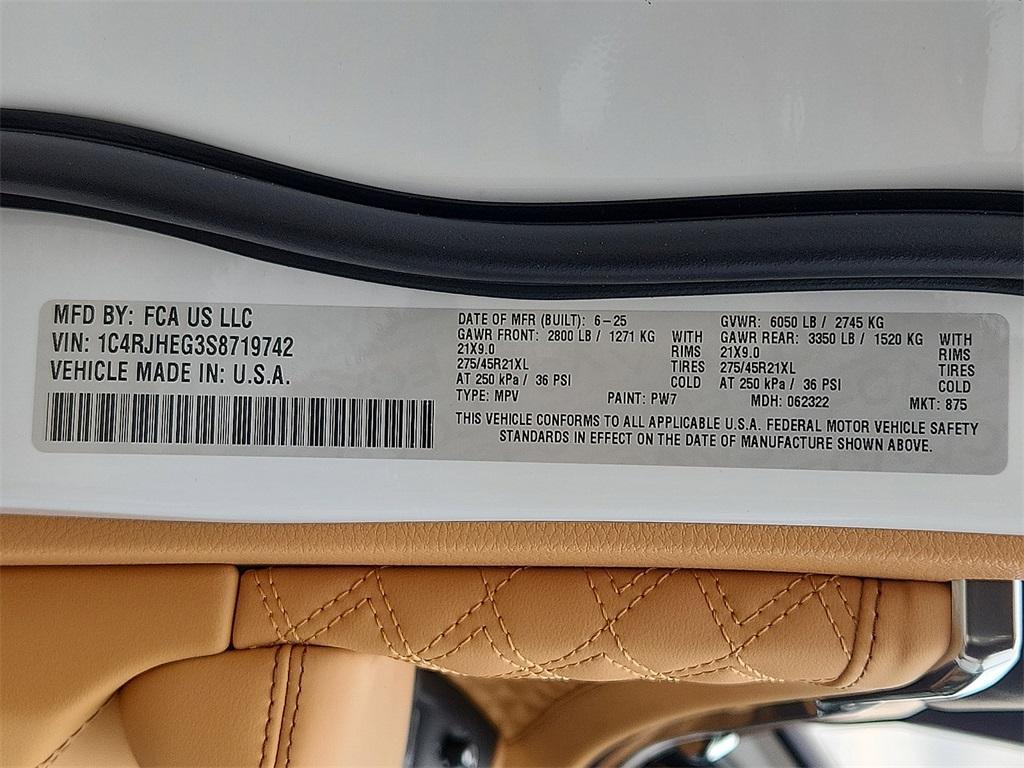 MFD BY: FCA US LLC
VIN: 1C4RJHEG3S8719742
VEHICLE MADE IN: U.S.A.
DATE OF MFR (BUILT): 6-25
GAWR FRONT: 2800 LB / 1271 KG WITH
21X9.0 RIMS
275/45R21XL TIRES
AT 250 kPa / 36 PSI COLD
TYPE: MPV PAINT: PW7
GVWR: 6050 LB / 2745 KG
GAWR REAR: 3350 LB / 1520 KG WITH
21X9.0 RIMS
275/45R21XL TIRES
AT 250 kPa / 36 PSI COLD
MDH: 062322 MKT: 875
THIS VEHICLE CONFORMS TO ALL APPLICABLE U.S.A. FEDERAL MOTOR VEHICLE SAFETY
STANDARDS IN EFFECT ON THE DATE OF MANUFACTURE SHOWN ABOVE.